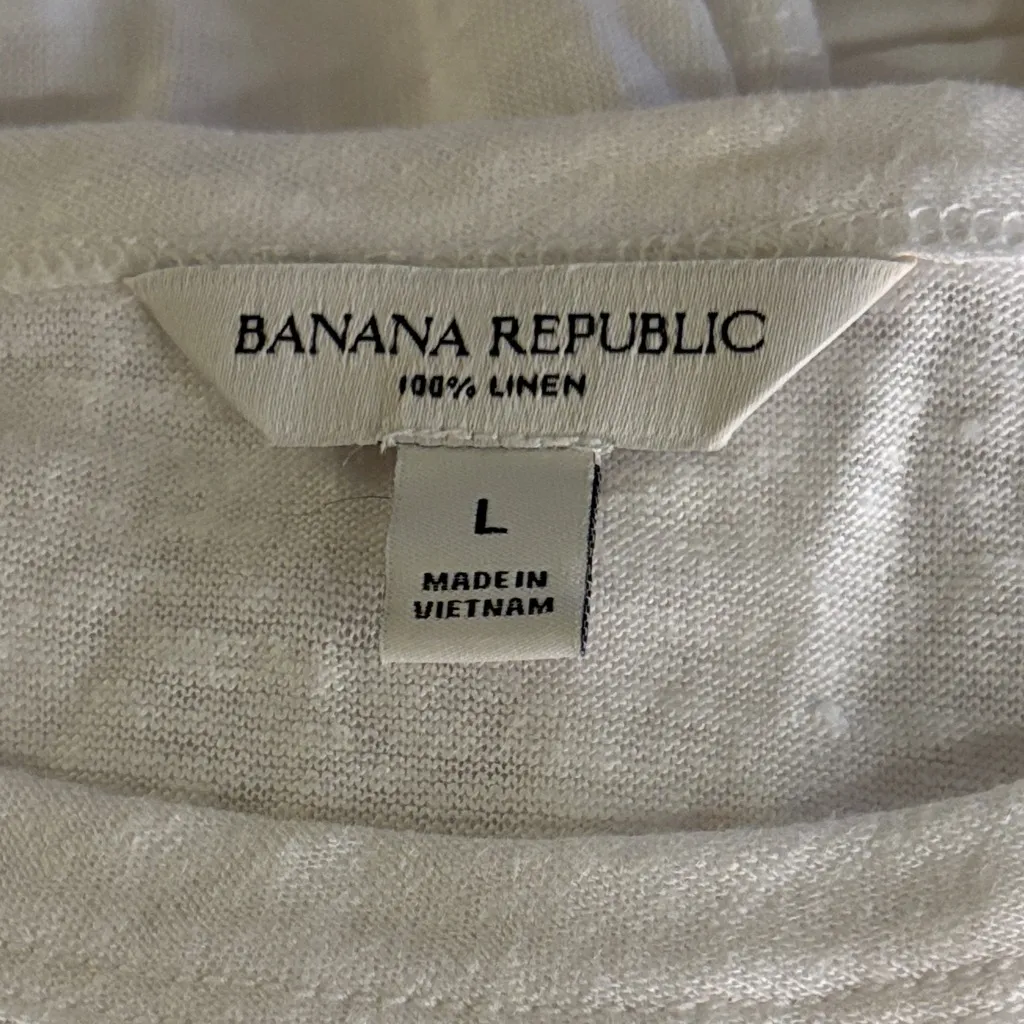 BANANA REPUBLIC
100% LINEN
L
MADE IN
VIETNAM